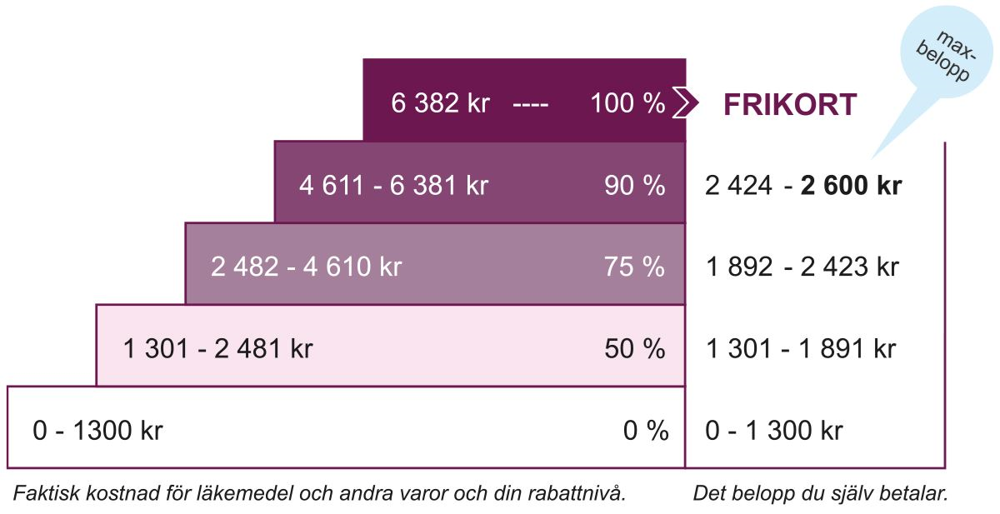 max-
belopp
6 382 kr ---- 100 % FRIKORT
4 611 - 6 381 kr 90 % 2 424 - 2 600 kr
2 482 - 4 610 kr 75 % 1 892 - 2 423 kr
1 301 - 2 481 kr 50 % 1 301 - 1 891 kr
0 - 1300 kr 0 % 0 - 1 300 kr
Faktisk kostnad för läkemedel och andra varor och din rabattnivå. Det belopp du själv betalar.